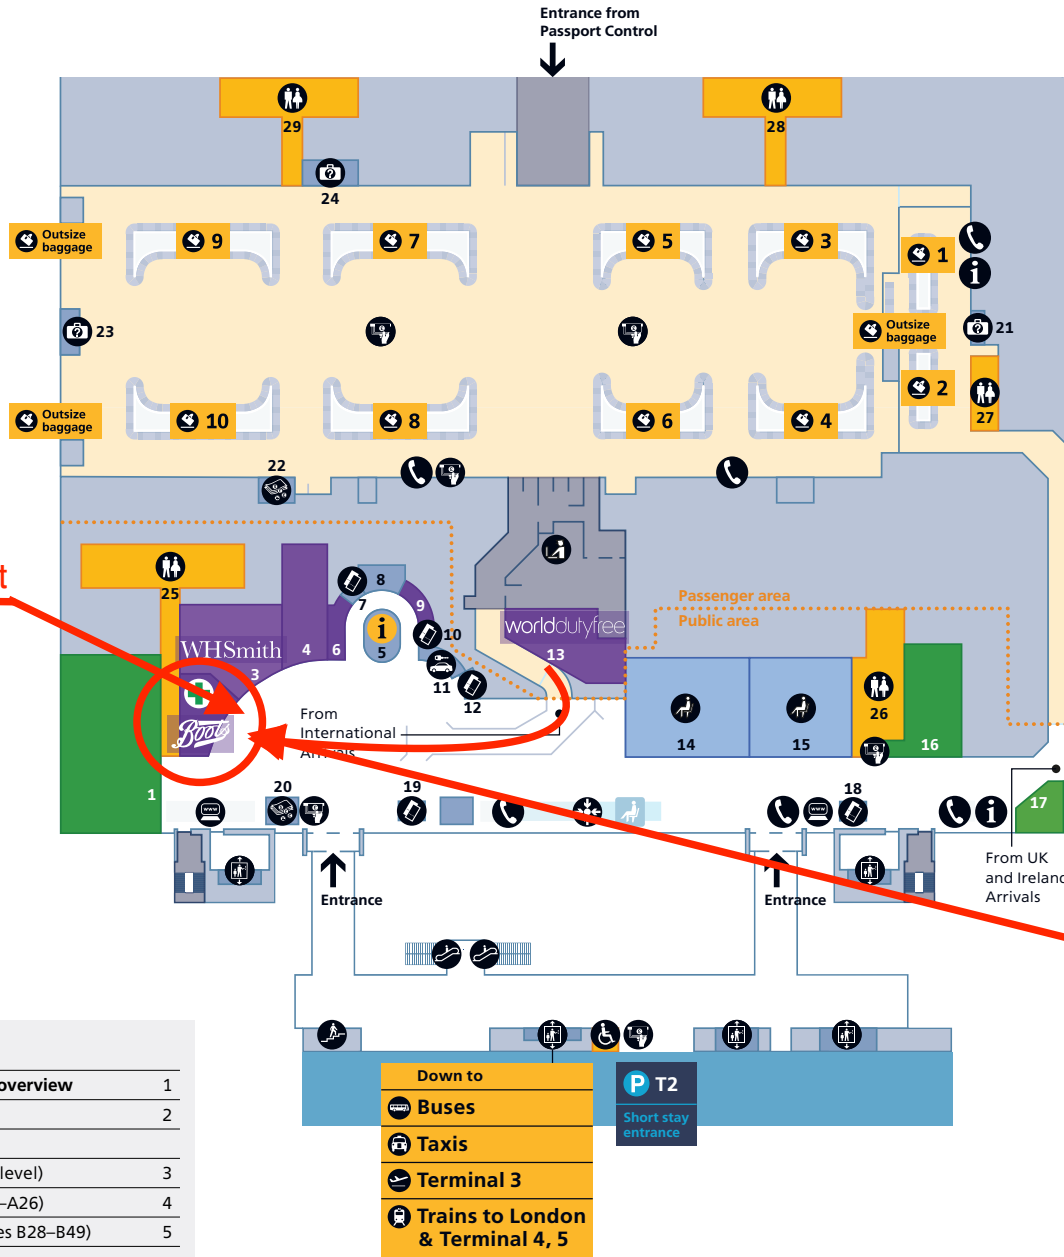 Entrance from
Passport Control
29
28
24
Outsize
baggage
9
7
5
3
1
23
Outsize
baggage
21
Outsize
baggage
10
8
6
4
2
27
22
t
25
8
7
9
10
Passenger area
Public area
WHSmith
4
6
5
worlddutyfree
13
3
11
12
Boots
From
International
Arrivals
14
15
26
16
1
20
19
18
17
www
www
Entrance
Entrance
From UK
and Ireland
Arrivals
overview 1
2
level) 3
–A26) 4
es B28–B49) 5
Down to
Buses
Taxis
Terminal 3
Trains to London
& Terminal 4, 5
P T2
Short stay
entrance